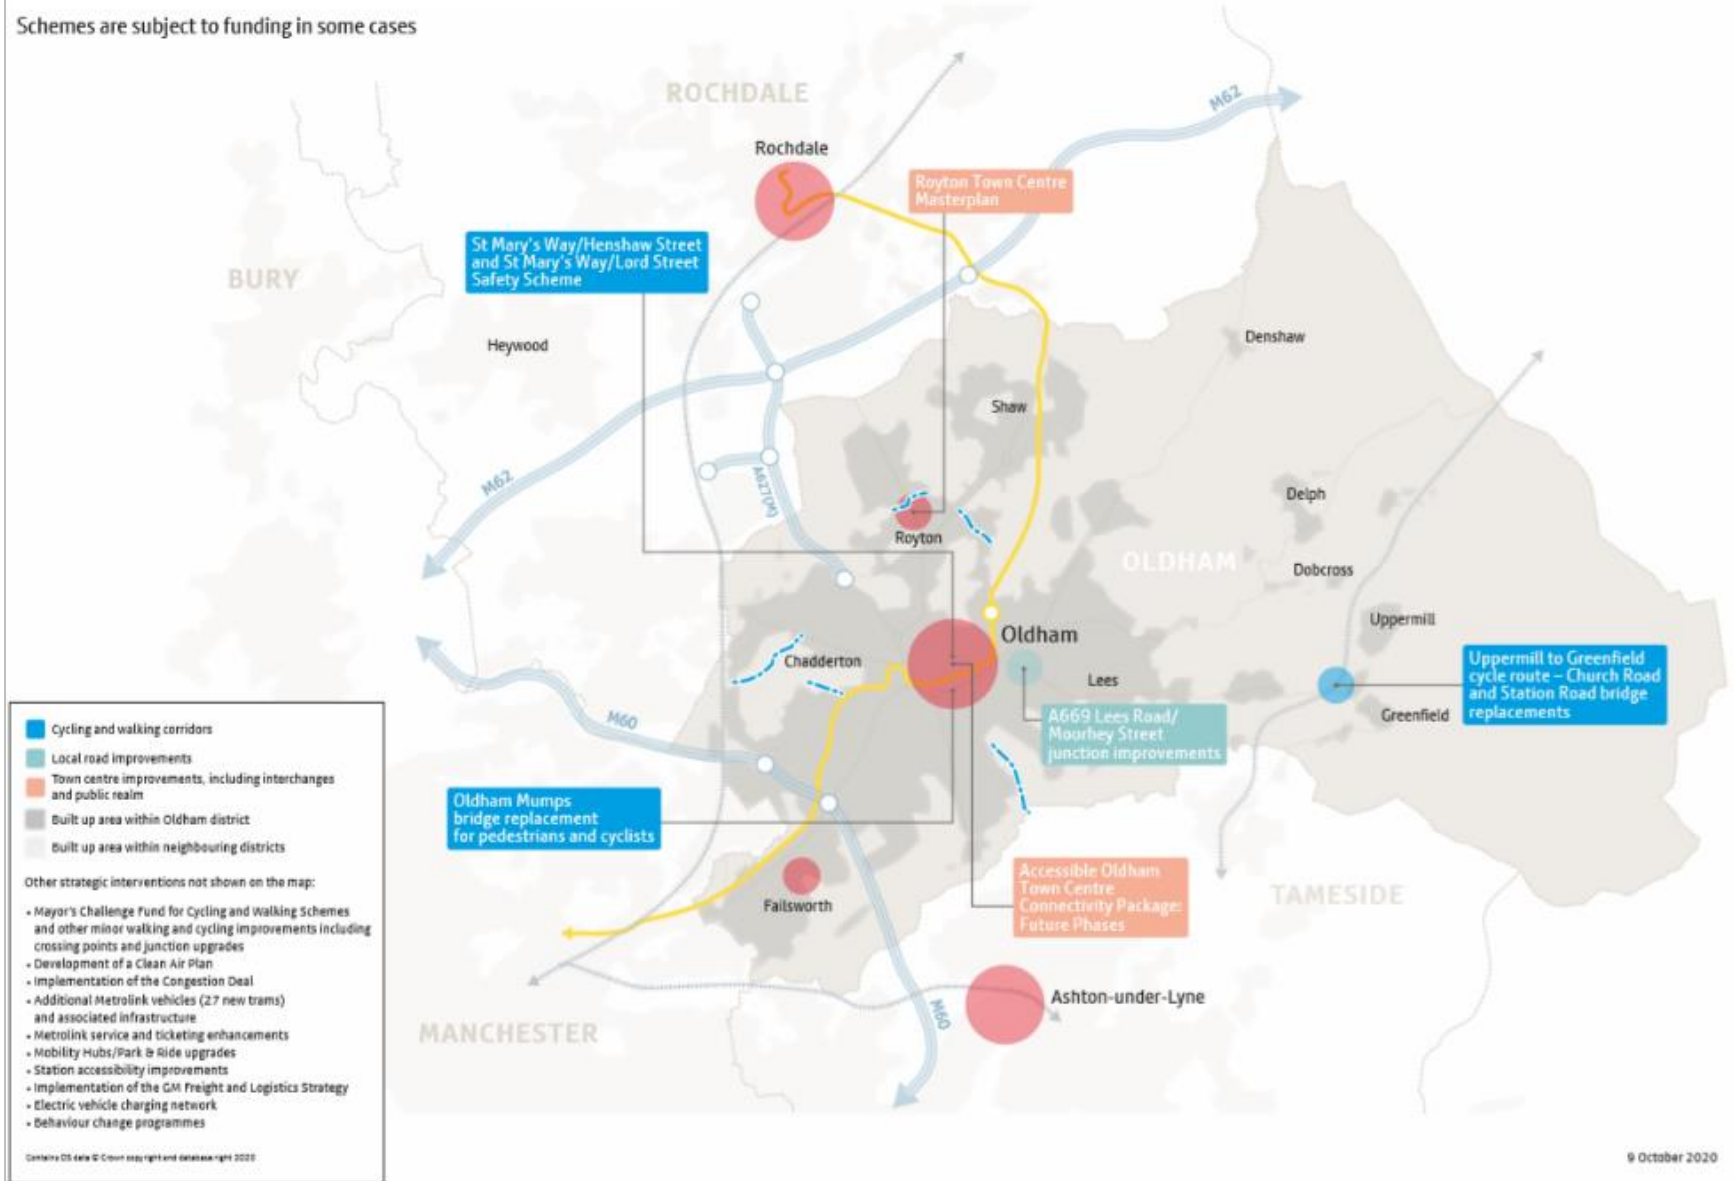 Schemes are subject to funding in some cases
ROCHDALE
M62
Rochdale
Royton Town Centre
Masterplan
St Mary's Way/Henshaw Street
and St Mary's Way/Lord Street
Safety Scheme
BURY
Heywood
Denshaw
Shaw
M62
A627(M)
Delph
Royton
OLDHAM
Dobcross
Uppermill
Oldham
Chadderton
Lees
Uppermill to Greenfield
cycle route – Church Road
and Station Road bridge
replacements
Greenfield
M60
A669 Lees Road/
Moorhey Street
junction improvements
Oldham Mumps
bridge replacement
for pedestrians and cyclists
Accessible Oldham
Town Centre
Connectivity Package:
Future Phases
Failsworth
TAMESIDE
Ashton-under-Lyne
M60
MANCHESTER
Cycling and walking corridors
Local road improvements
Town centre improvements, including interchanges
and public realm
Built up area within Oldham district
Built up area within neighbouring districts
Other strategic interventions not shown on the map:
• Mayor's Challenge Fund for Cycling and Walking Schemes
and other minor walking and cycling improvements including
crossing points and junction upgrades
• Development of a Clean Air Plan
• Implementation of the Congestion Deal
• Additional Metrolink vehicles (27 new trams)
and associated infrastructure
• Metrolink service and ticketing enhancements
• Mobility Hubs/Park & Ride upgrades
• Station accessibility improvements
• Implementation of the GM Freight and Logistics Strategy
• Electric vehicle charging network
• Behaviour change programmes
Contains OS data © Crown copyright and database right 2020
9 October 2020